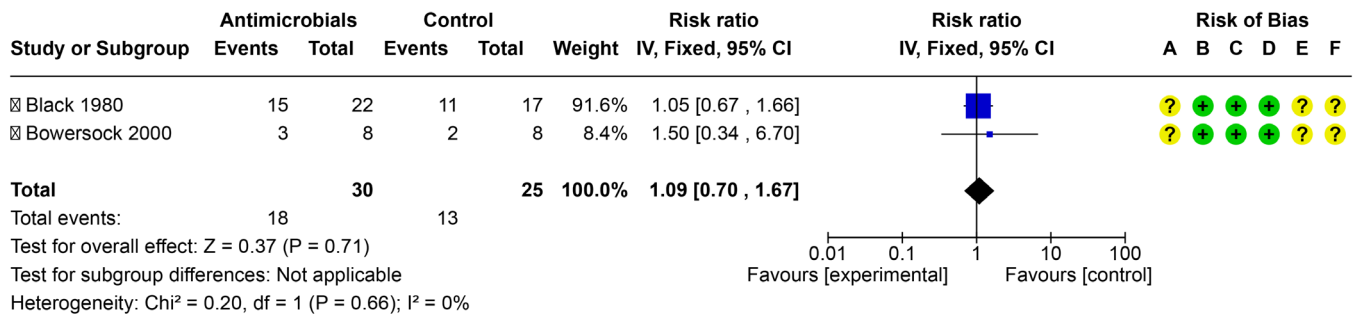 Antimicrobials Control Risk ratio Risk ratio Risk of Bias
Study or Subgroup Events Total Events Total Weight IV, Fixed, 95% CI IV, Fixed, 95% CI A B C D E F
Black 1980 15 22 11 17 91.6% 1.05 [0.67 , 1.66] ? + + + ? ?
Bowersock 2000 3 8 2 8 8.4% 1.50 [0.34 , 6.70] ? + + + ? ?
Total 30 25 100.0% 1.09 [0.70 , 1.67]
Total events: 18 13
Test for overall effect: Z = 0.37 (P = 0.71)
0.01 0.1 1 10 100
Test for subgroup differences: Not applicable
Favours [experimental] Favours [control]
Heterogeneity: Chi² = 0.20, df = 1 (P = 0.66); I² = 0%